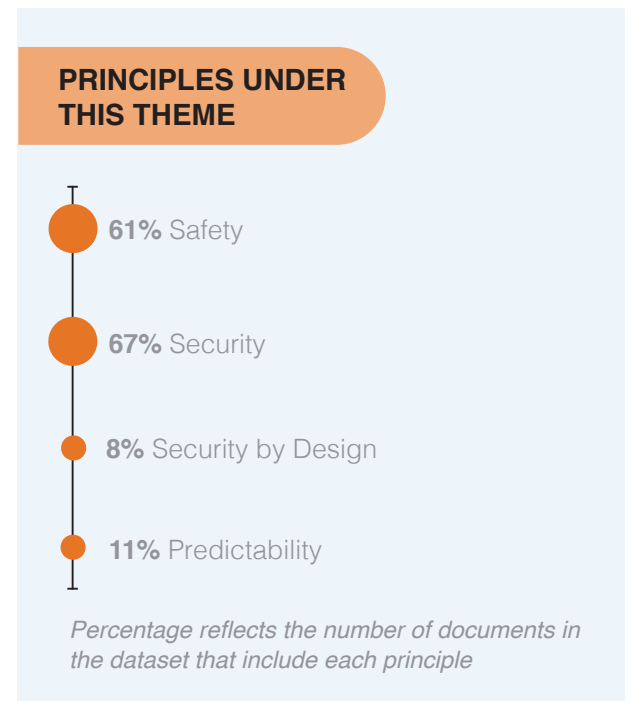 PRINCIPLES UNDER
THIS THEME
61% Safety
67% Security
8% Security by Design
11% Predictability
Percentage reflects the number of documents in
the dataset that include each principle